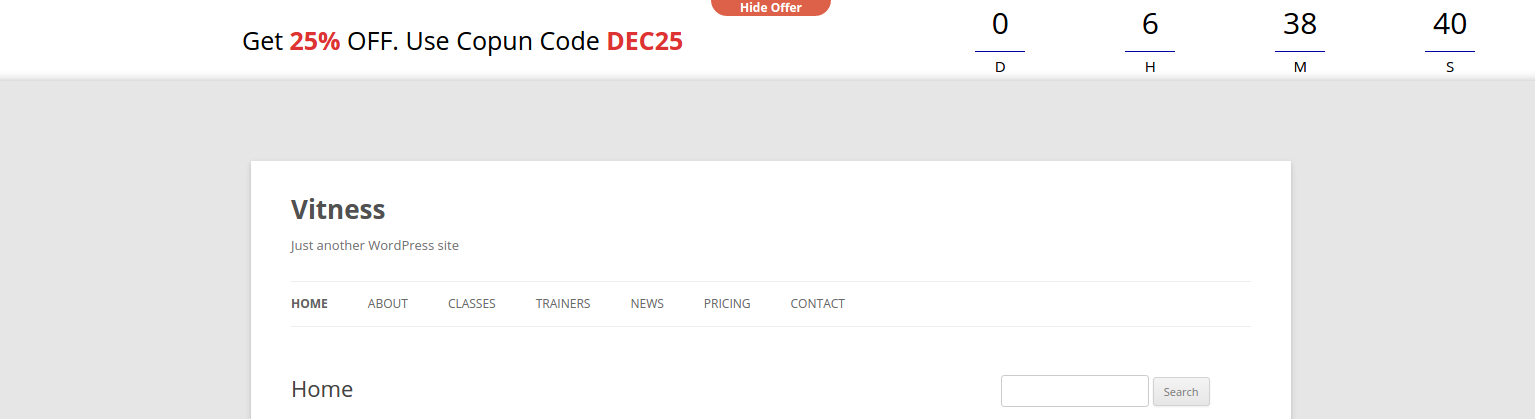 Hide Offer
Get 25% OFF. Use Copun Code DEC25
0 6 38 40
D H M S
Vitness
Just another WordPress site
HOME ABOUT CLASSES TRAINERS NEWS PRICING CONTACT
Home
Search